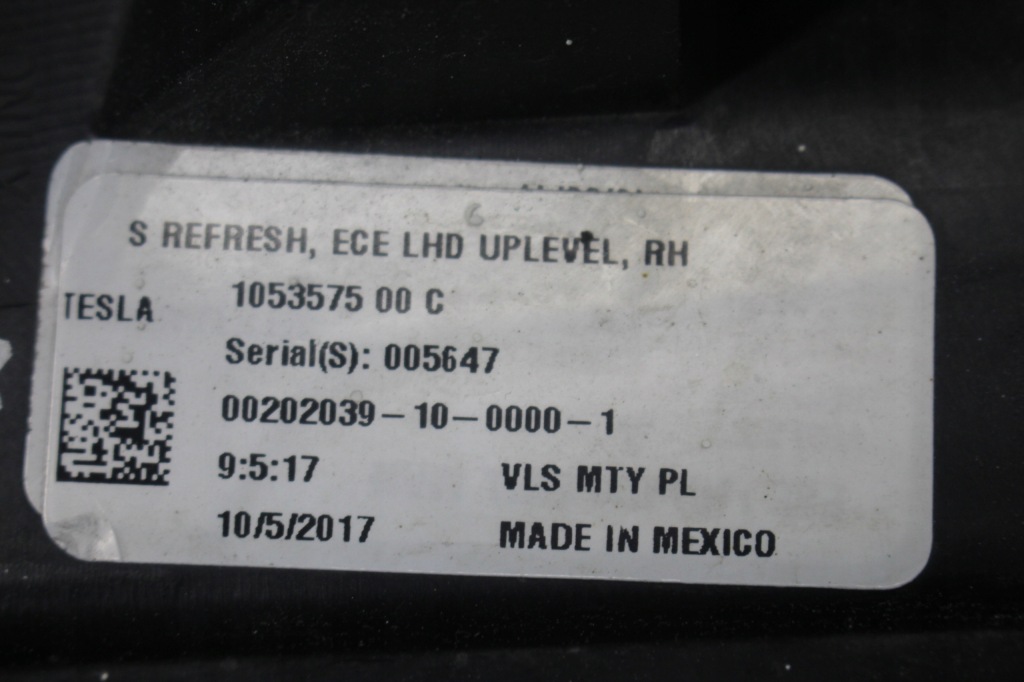 S REFRESH, ECE LHD UPLEVEL, RH
1053575 00 C
TESLA
Serial(S): 005647
00202039-10-0000-1
9:5:17 VLS MTY PL
10/5/2017 MADE IN MEXICO